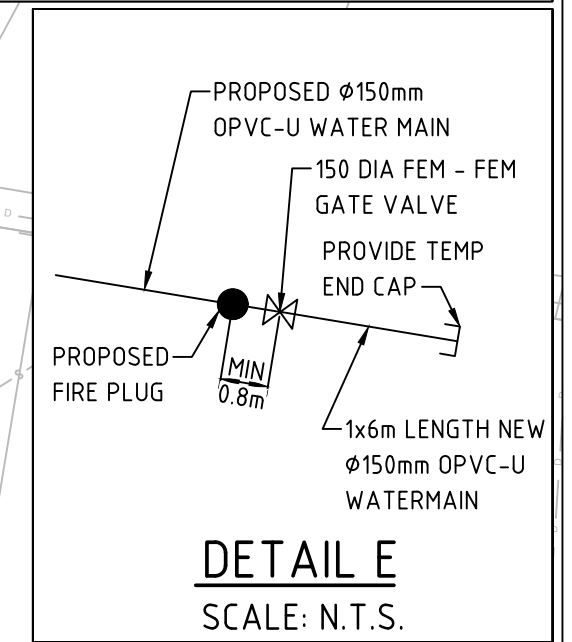 PROPOSED Ø150mm
OPVC-U WATER MAIN
150 DIA FEM - FEM
GATE VALVE
PROVIDE TEMP
END CAP
PROPOSED
FIRE PLUG
MIN
0.8m
1x6m LENGTH NEW
Ø150mm OPVC-U
WATERMAIN
DETAIL E
SCALE: N.T.S.
D
S